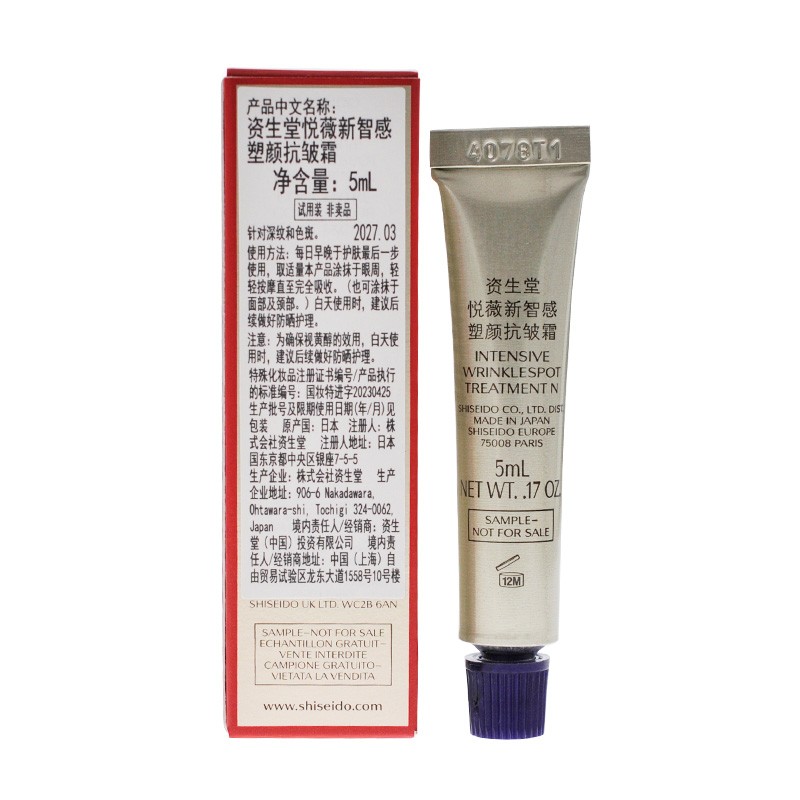 产品中文名称:
资生堂悦薇新智感
塑颜抗皱霜
净含量: 5mL
试用装 非卖品
针对深纹和色斑。 2027.03
使用方法: 每日早晚于护肤最后一步
使用, 取适量本产品涂抹于眼周, 轻
轻按摩直至完全吸收。(也可涂抹于
面部及颈部。) 白天使用时, 建议后
续做好防晒护理。
注意: 为确保视黄醇的效用, 白天使
用时, 建议后续做好防晒护理。
特殊化妆品注册证书编号/产品执行
的标准编号: 国妆特进字20230425
生产批号及限期使用日期(年/月)见
包装 原产国: 日本 注册人: 株
式会社资生堂 注册人地址: 日本
国东京都中央区银座7-5-5
生产企业: 株式会社资生堂 生产
企业地址: 906-6 Nakadawara,
Ohtawara-shi, Tochigi 324-0062,
Japan 境内责任人/经销商: 资生
堂(中国)投资有限公司 境内责
任人/经销商地址: 中国(上海)自
由贸易试验区龙东大道1558号10号楼
SHISEIDO UK LTD. WC2B 6AN
SAMPLE-NOT FOR SALE
ECHANTILLON GRATUIT-
VENTE INTERDITE
CAMPIONE GRATUITO-
VIETATA LA VENDITA
www.shiseido.com
4078T1
资生堂
悦薇新智感
塑颜抗皱霜
INTENSIVE
WRINKLESPOT
TREATMENT N
SHISEIDO CO., LTD. DIST.
MADE IN JAPAN
SHISEIDO EUROPE
75008 PARIS
5mL
NET WT. .17 OZ.
SAMPLE-
NOT FOR SALE
12M